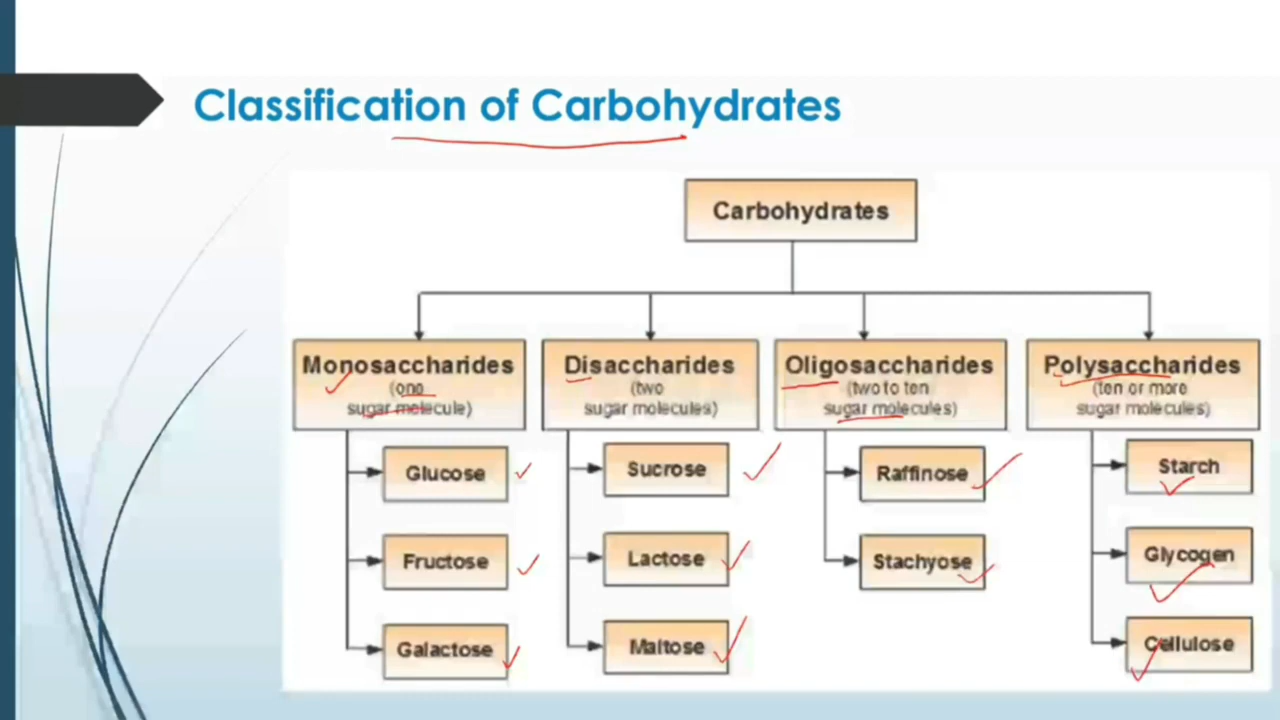 Classification of Carbohydrates
Carbohydrates
Monosaccharides
(one
sugar molecule)
Disaccharides
(two
sugar molecules)
Oligosaccharides
(two to ten
sugar molecules)
Polysaccharides
(ten or more
sugar molecules)
Glucose
Fructose
Galactose
Sucrose
Lactose
Maltose
Raffinose
Stachyose
Starch
Glycogen
Cellulose